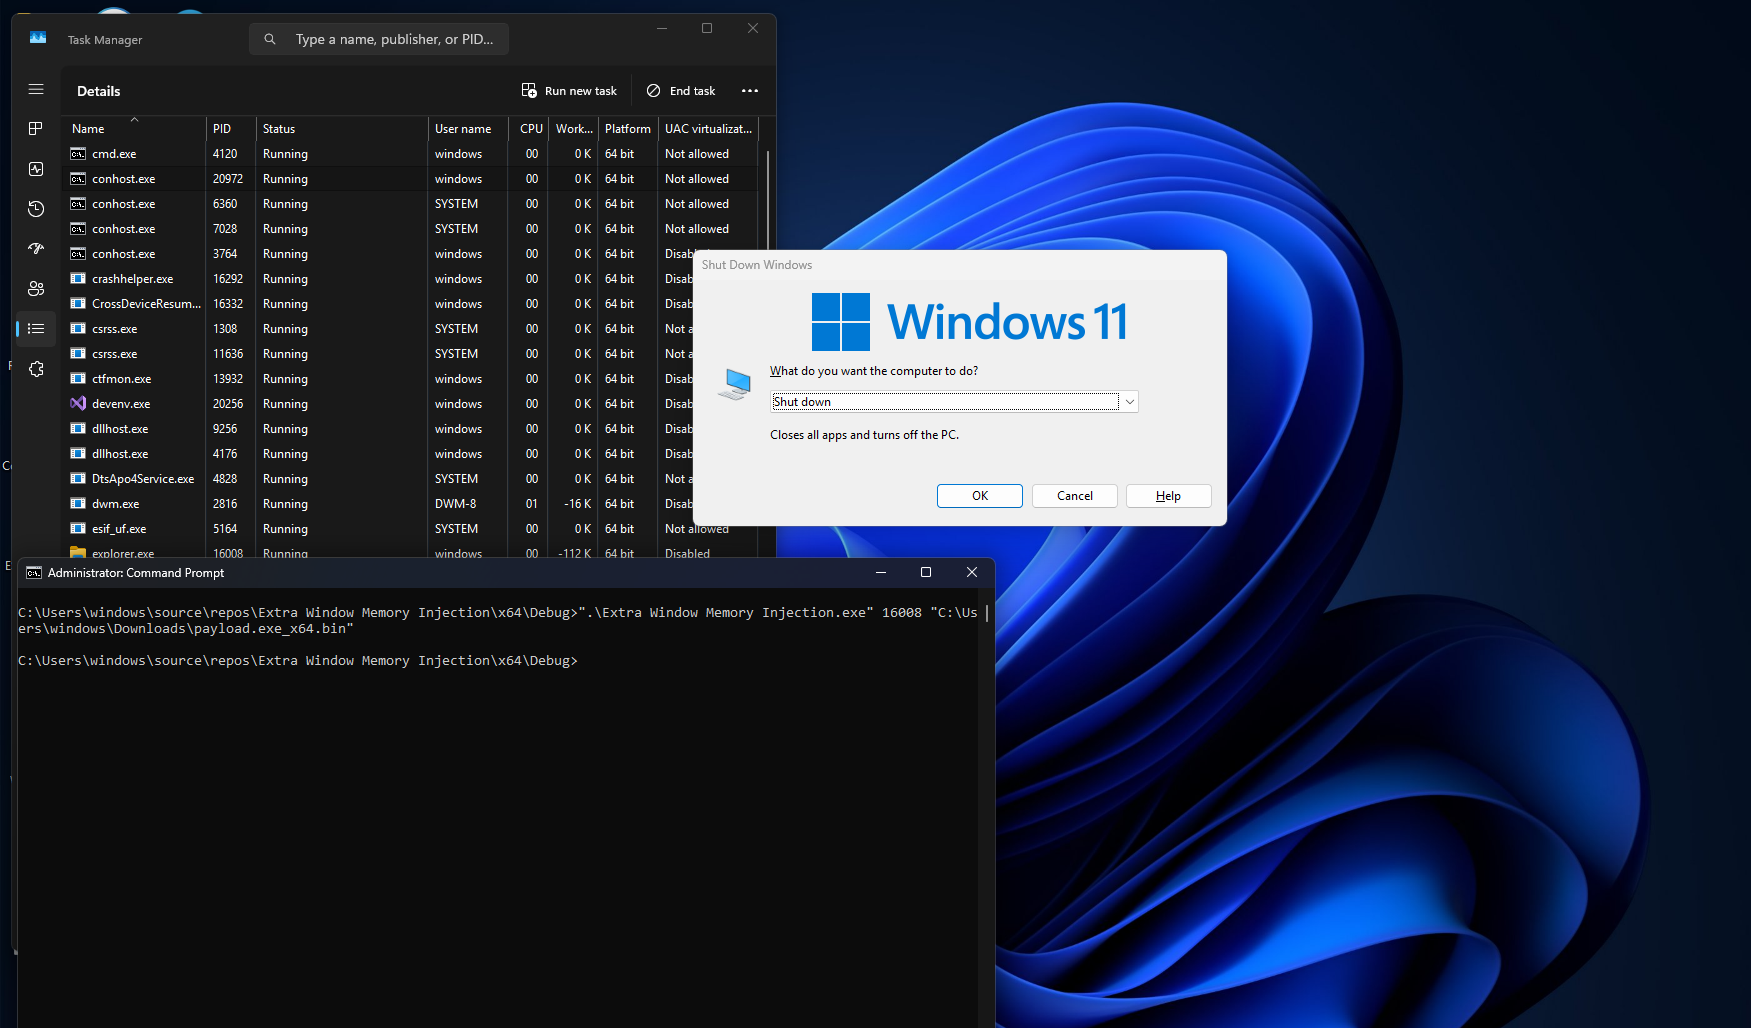 Task Manager
Type a name, publisher, or PID...
Details
Run new task
End task
Name PID Status User name CPU Work... Platform UAC virtualizat...
cmd.exe 4120 Running windows 00 0 K 64 bit Not allowed
conhost.exe 20972 Running windows 00 0 K 64 bit Not allowed
conhost.exe 6360 Running SYSTEM 00 0 K 64 bit Not allowed
conhost.exe 7028 Running SYSTEM 00 0 K 64 bit Not allowed
conhost.exe 3764 Running windows 00 0 K 64 bit Disabl
crashhelper.exe 16292 Running windows 00 0 K 64 bit Disab
CrossDeviceResum... 16332 Running windows 00 0 K 64 bit Disab
csrss.exe 1308 Running SYSTEM 00 0 K 64 bit Not a
csrss.exe 11636 Running SYSTEM 00 0 K 64 bit Not a
ctfmon.exe 13932 Running windows 00 0 K 64 bit Disab
devenv.exe 20256 Running windows 00 0 K 64 bit Disab
dllhost.exe 9256 Running windows 00 0 K 64 bit Disab
dllhost.exe 4176 Running windows 00 0 K 64 bit Disab
DtsApo4Service.exe 4828 Running SYSTEM 00 0 K 64 bit Not a
dwm.exe 2816 Running DWM-8 01 -16 K 64 bit Disab
esif_uf.exe 5164 Running SYSTEM 00 0 K 64 bit Not allowed
explorer.exe 16008 Running windows 00 -112 K 64 bit Disabled
Shut Down Windows
Windows 11
What do you want the computer to do?
Shut down
Closes all apps and turns off the PC.
OK
Cancel
Help
Administrator: Command Prompt
C:\Users\windows\source\repos\Extra Window Memory Injection\x64\Debug>".\Extra Window Memory Injection.exe" 16008 "C:\Us
ers\windows\Downloads\payload.exe_x64.bin"
C:\Users\windows\source\repos\Extra Window Memory Injection\x64\Debug>